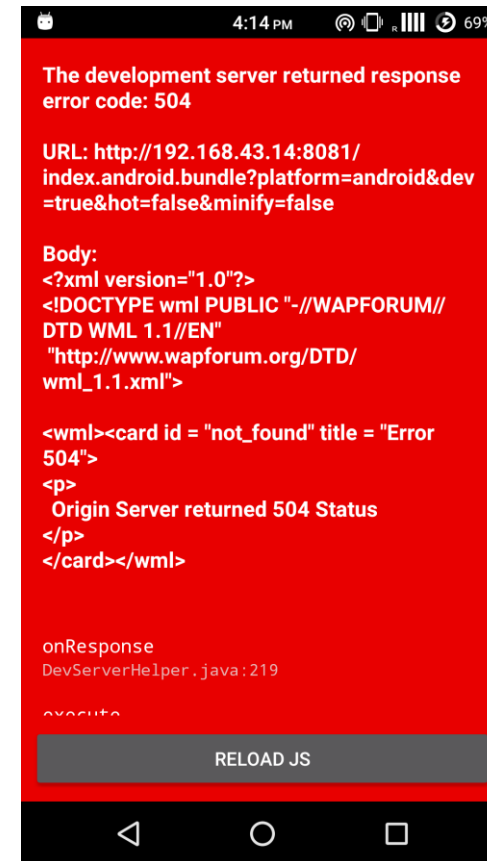 4:14 PM
R
69%
The development server returned response
error code: 504
URL: http://192.168.43.14:8081/
index.android.bundle?platform=android&dev
=true&hot=false&minify=false
Body:
<?xml version="1.0"?>
<!DOCTYPE wml PUBLIC "-//WAPFORUM//
DTD WML 1.1//EN"
"http://www.wapforum.org/DTD/
wml_1.1.xml">
<wml><card id = "not_found" title = "Error
504">
<p>
Origin Server returned 504 Status
</p>
</card></wml>
onResponse
DevServerHelper.java:219
RELOAD JS